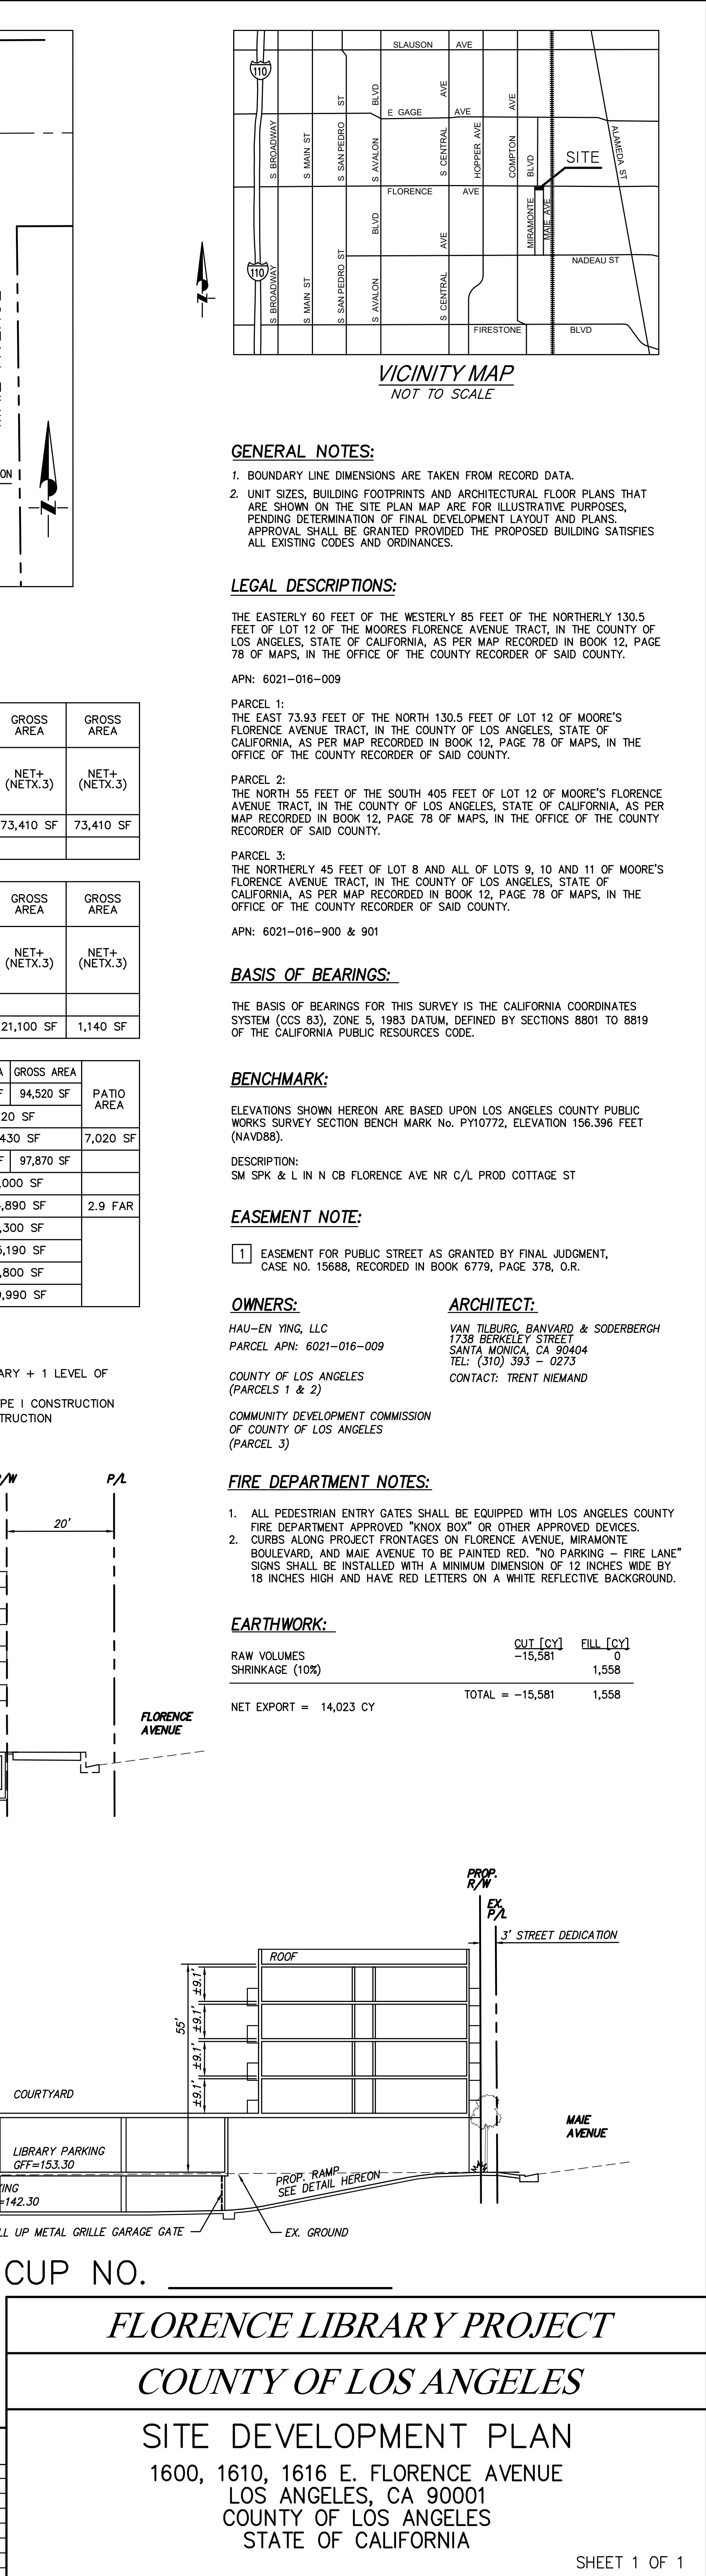 SLAUSON AVE
110
S BROADWAY
S MAIN ST
S SAN PEDRO ST
S AVALON BLVD
S CENTRAL AVE
HOPPER AVE
COMPTON AVE
E GAGE AVE
BLVD
SITE
ALAMEDA ST
FLORENCE AVE
MIRAMONTE
MAIE AVE
110
S BROADWAY
S MAIN ST
S SAN PEDRO ST
S AVALON BLVD
S CENTRAL AVE
NADEAU ST
FIRESTONE BLVD
N
VICINITY MAP
NOT TO SCALE
ON
N
GENERAL NOTES:
1. BOUNDARY LINE DIMENSIONS ARE TAKEN FROM RECORD DATA.
2. UNIT SIZES, BUILDING FOOTPRINTS AND ARCHITECTURAL FLOOR PLANS THAT
ARE SHOWN ON THE SITE PLAN MAP ARE FOR ILLUSTRATIVE PURPOSES,
PENDING DETERMINATION OF FINAL DEVELOPMENT LAYOUT AND PLANS.
APPROVAL SHALL BE GRANTED PROVIDED THE PROPOSED BUILDING SATISFIES
ALL EXISTING CODES AND ORDINANCES.
LEGAL DESCRIPTIONS:
THE EASTERLY 60 FEET OF THE WESTERLY 85 FEET OF THE NORTHERLY 130.5
FEET OF LOT 12 OF THE MOORES FLORENCE AVENUE TRACT, IN THE COUNTY OF
LOS ANGELES, STATE OF CALIFORNIA, AS PER MAP RECORDED IN BOOK 12, PAGE
78 OF MAPS, IN THE OFFICE OF THE COUNTY RECORDER OF SAID COUNTY.
APN: 6021-016-009
PARCEL 1:
THE EAST 73.93 FEET OF THE NORTH 130.5 FEET OF LOT 12 OF MOORE'S
FLORENCE AVENUE TRACT, IN THE COUNTY OF LOS ANGELES, STATE OF
CALIFORNIA, AS PER MAP RECORDED IN BOOK 12, PAGE 78 OF MAPS, IN THE
OFFICE OF THE COUNTY RECORDER OF SAID COUNTY.
PARCEL 2:
THE NORTH 55 FEET OF THE SOUTH 405 FEET OF LOT 12 OF MOORE'S FLORENCE
AVENUE TRACT, IN THE COUNTY OF LOS ANGELES, STATE OF CALIFORNIA, AS PER
MAP RECORDED IN BOOK 12, PAGE 78 OF MAPS, IN THE OFFICE OF THE COUNTY
RECORDER OF SAID COUNTY.
PARCEL 3:
THE NORTHERLY 45 FEET OF LOT 8 AND ALL OF LOTS 9, 10 AND 11 OF MOORE'S
FLORENCE AVENUE TRACT, IN THE COUNTY OF LOS ANGELES, STATE OF
CALIFORNIA, AS PER MAP RECORDED IN BOOK 12, PAGE 78 OF MAPS, IN THE
OFFICE OF THE COUNTY RECORDER OF SAID COUNTY.
APN: 6021-016-900 & 901
GROSS AREA GROSS AREA
NET+ (NETX.3) NET+ (NETX.3)
73,410 SF 73,410 SF
GROSS AREA GROSS AREA
NET+ (NETX.3) NET+ (NETX.3)
21,100 SF 1,140 SF
GROSS AREA
94,520 SF PATIO AREA
20 SF
430 SF 7,020 SF
97,870 SF
,000 SF
,890 SF 2.9 FAR
,300 SF
,190 SF
,800 SF
,990 SF
BASIS OF BEARINGS:
THE BASIS OF BEARINGS FOR THIS SURVEY IS THE CALIFORNIA COORDINATES
SYSTEM (CCS 83), ZONE 5, 1983 DATUM, DEFINED BY SECTIONS 8801 TO 8819
OF THE CALIFORNIA PUBLIC RESOURCES CODE.
BENCHMARK:
ELEVATIONS SHOWN HEREON ARE BASED UPON LOS ANGELES COUNTY PUBLIC
WORKS SURVEY SECTION BENCH MARK No. PY10772, ELEVATION 156.396 FEET
(NAVD88).
DESCRIPTION:
SM SPK & L IN N CB FLORENCE AVE NR C/L PROD COTTAGE ST
EASEMENT NOTE:
1 EASEMENT FOR PUBLIC STREET AS GRANTED BY FINAL JUDGMENT,
CASE NO. 15688, RECORDED IN BOOK 6779, PAGE 378, O.R.
OWNERS:
HAU-EN YING, LLC
PARCEL APN: 6021-016-009
COUNTY OF LOS ANGELES
(PARCELS 1 & 2)
COMMUNITY DEVELOPMENT COMMISSION
OF COUNTY OF LOS ANGELES
(PARCEL 3)
ARCHITECT:
VAN TILBURG, BANVARD & SODERBERGH
1738 BERKELEY STREET
SANTA MONICA, CA 90404
TEL: (310) 393 - 0273
CONTACT: TRENT NIEMAND
ARY + 1 LEVEL OF
PE I CONSTRUCTION
TRUCTION
FIRE DEPARTMENT NOTES:
1. ALL PEDESTRIAN ENTRY GATES SHALL BE EQUIPPED WITH LOS ANGELES COUNTY
FIRE DEPARTMENT APPROVED "KNOX BOX" OR OTHER APPROVED DEVICES.
2. CURBS ALONG PROJECT FRONTAGES ON FLORENCE AVENUE, MIRAMONTE
BOULEVARD, AND MAIE AVENUE TO BE PAINTED RED. "NO PARKING - FIRE LANE"
SIGNS SHALL BE INSTALLED WITH A MINIMUM DIMENSION OF 12 INCHES WIDE BY
18 INCHES HIGH AND HAVE RED LETTERS ON A WHITE REFLECTIVE BACKGROUND.
EARTHWORK:
CUT [CY] FILL [CY]
RAW VOLUMES -15,581 0
SHRINKAGE (10%) 1,558
TOTAL = -15,581 1,558
NET EXPORT = 14,023 CY
/W P/L
20'
FLORENCE
AVENUE
PROP.
R/W
EX.
P/L
3' STREET DEDICATION
ROOF
55'
±9.1'
±9.1'
±9.1'
±9.1'
COURTYARD
MAIE
AVENUE
LIBRARY PARKING
GFF=153.30
PROP. RAMP
SEE DETAIL HEREON
=142.30
LL UP METAL GRILLE GARAGE GATE
EX. GROUND
CUP NO.
FLORENCE LIBRARY PROJECT
COUNTY OF LOS ANGELES
SITE DEVELOPMENT PLAN
1600, 1610, 1616 E. FLORENCE AVENUE
LOS ANGELES, CA 90001
COUNTY OF LOS ANGELES
STATE OF CALIFORNIA
SHEET 1 OF 1